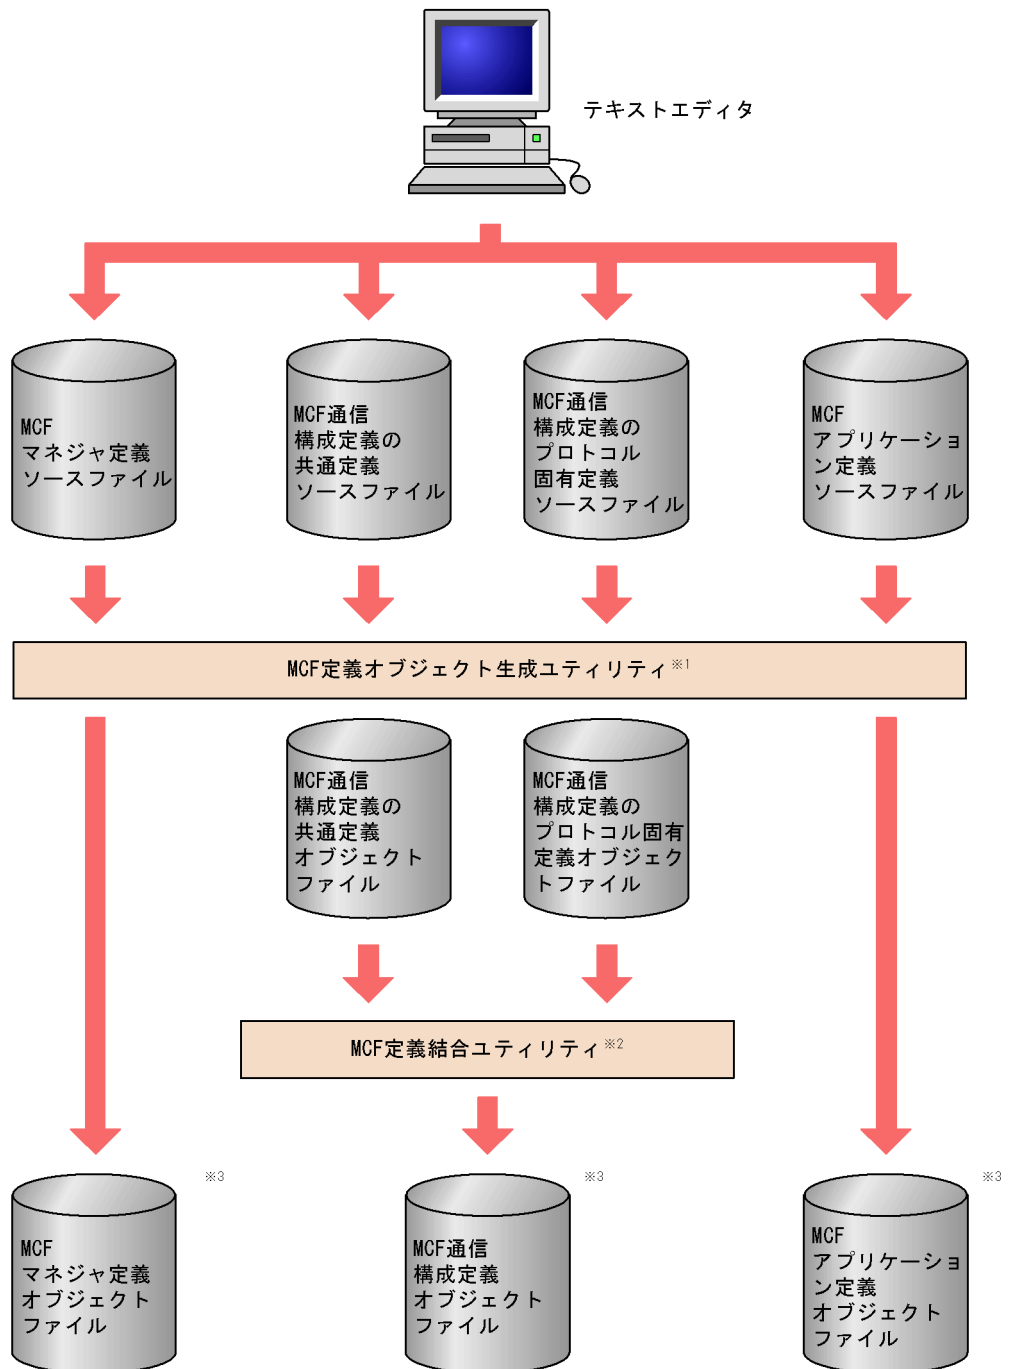 テキストエディタ
MCF
マネジャ定義
ソースファイル
MCF通信
構成定義の
共通定義
ソースファイル
MCF通信
構成定義の
プロトコル
固有定義
ソースファイル
MCF
アプリケーショ
ン定義
ソースファイル
MCF定義オブジェクト生成ユティリティ※1
MCF通信
構成定義の
共通定義
オブジェクト
ファイル
MCF通信
構成定義の
プロトコル固有
定義オブジェク
トファイル
MCF定義結合ユティリティ※2
※3
MCF
マネジャ定義
オブジェクト
ファイル
※3
MCF通信
構成定義
オブジェクト
ファイル
※3
MCF
アプリケーショ
ン定義
オブジェクト
ファイル